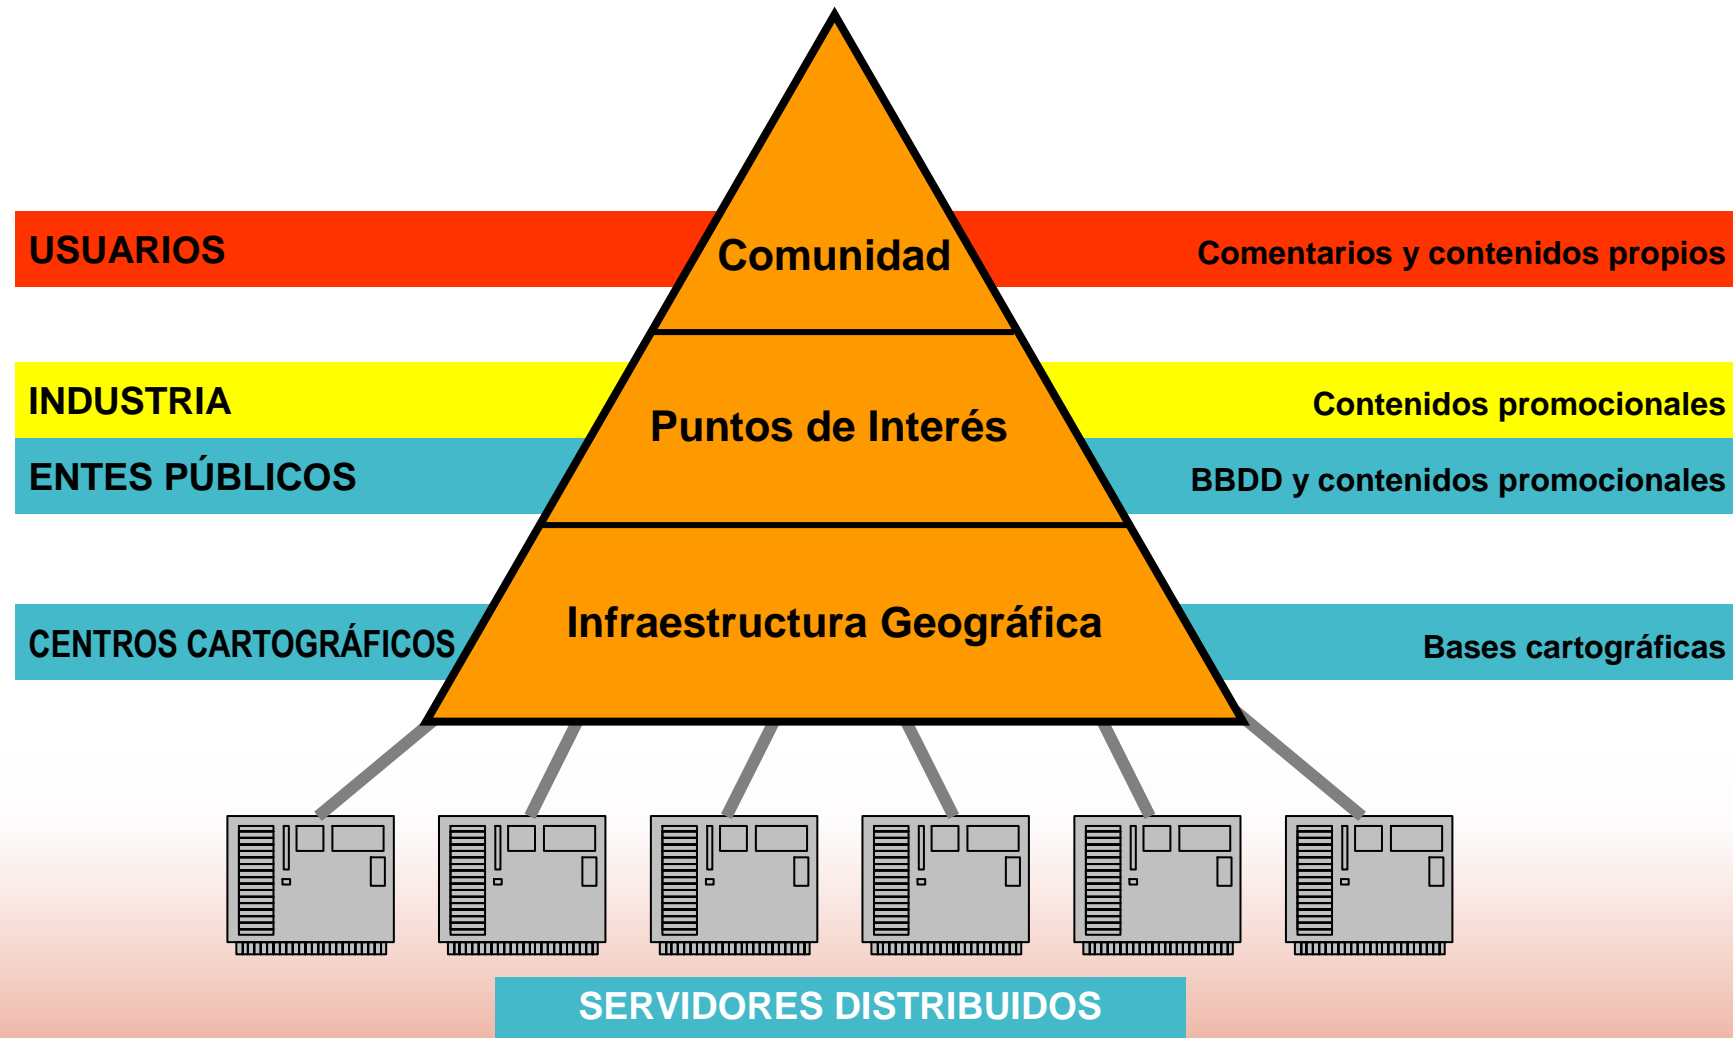 USUARIOS
Comunidad
Comentarios y contenidos propios
INDUSTRIA
Contenidos promocionales
Puntos de Interés
ENTES PÚBLICOS
BBDD y contenidos promocionales
CENTROS CARTOGRÁFICOS
Infraestructura Geográfica
Bases cartográficas
SERVIDORES DISTRIBUIDOS